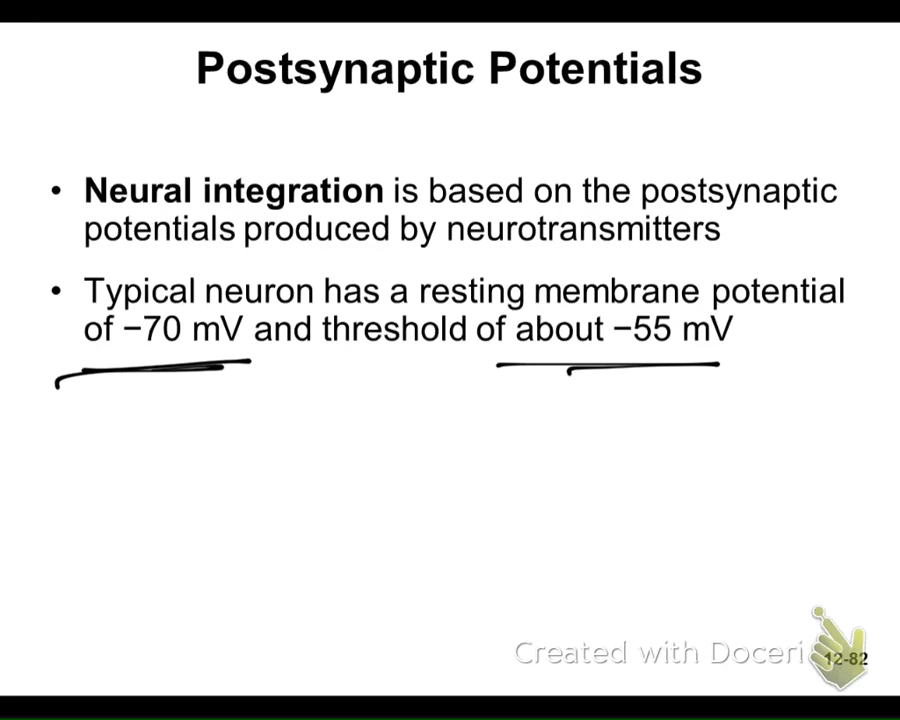 Postsynaptic Potentials
• Neural integration is based on the postsynaptic
potentials produced by neurotransmitters
• Typical neuron has a resting membrane potential
of −70 mV and threshold of about −55 mV
Created with Doceri
12-82